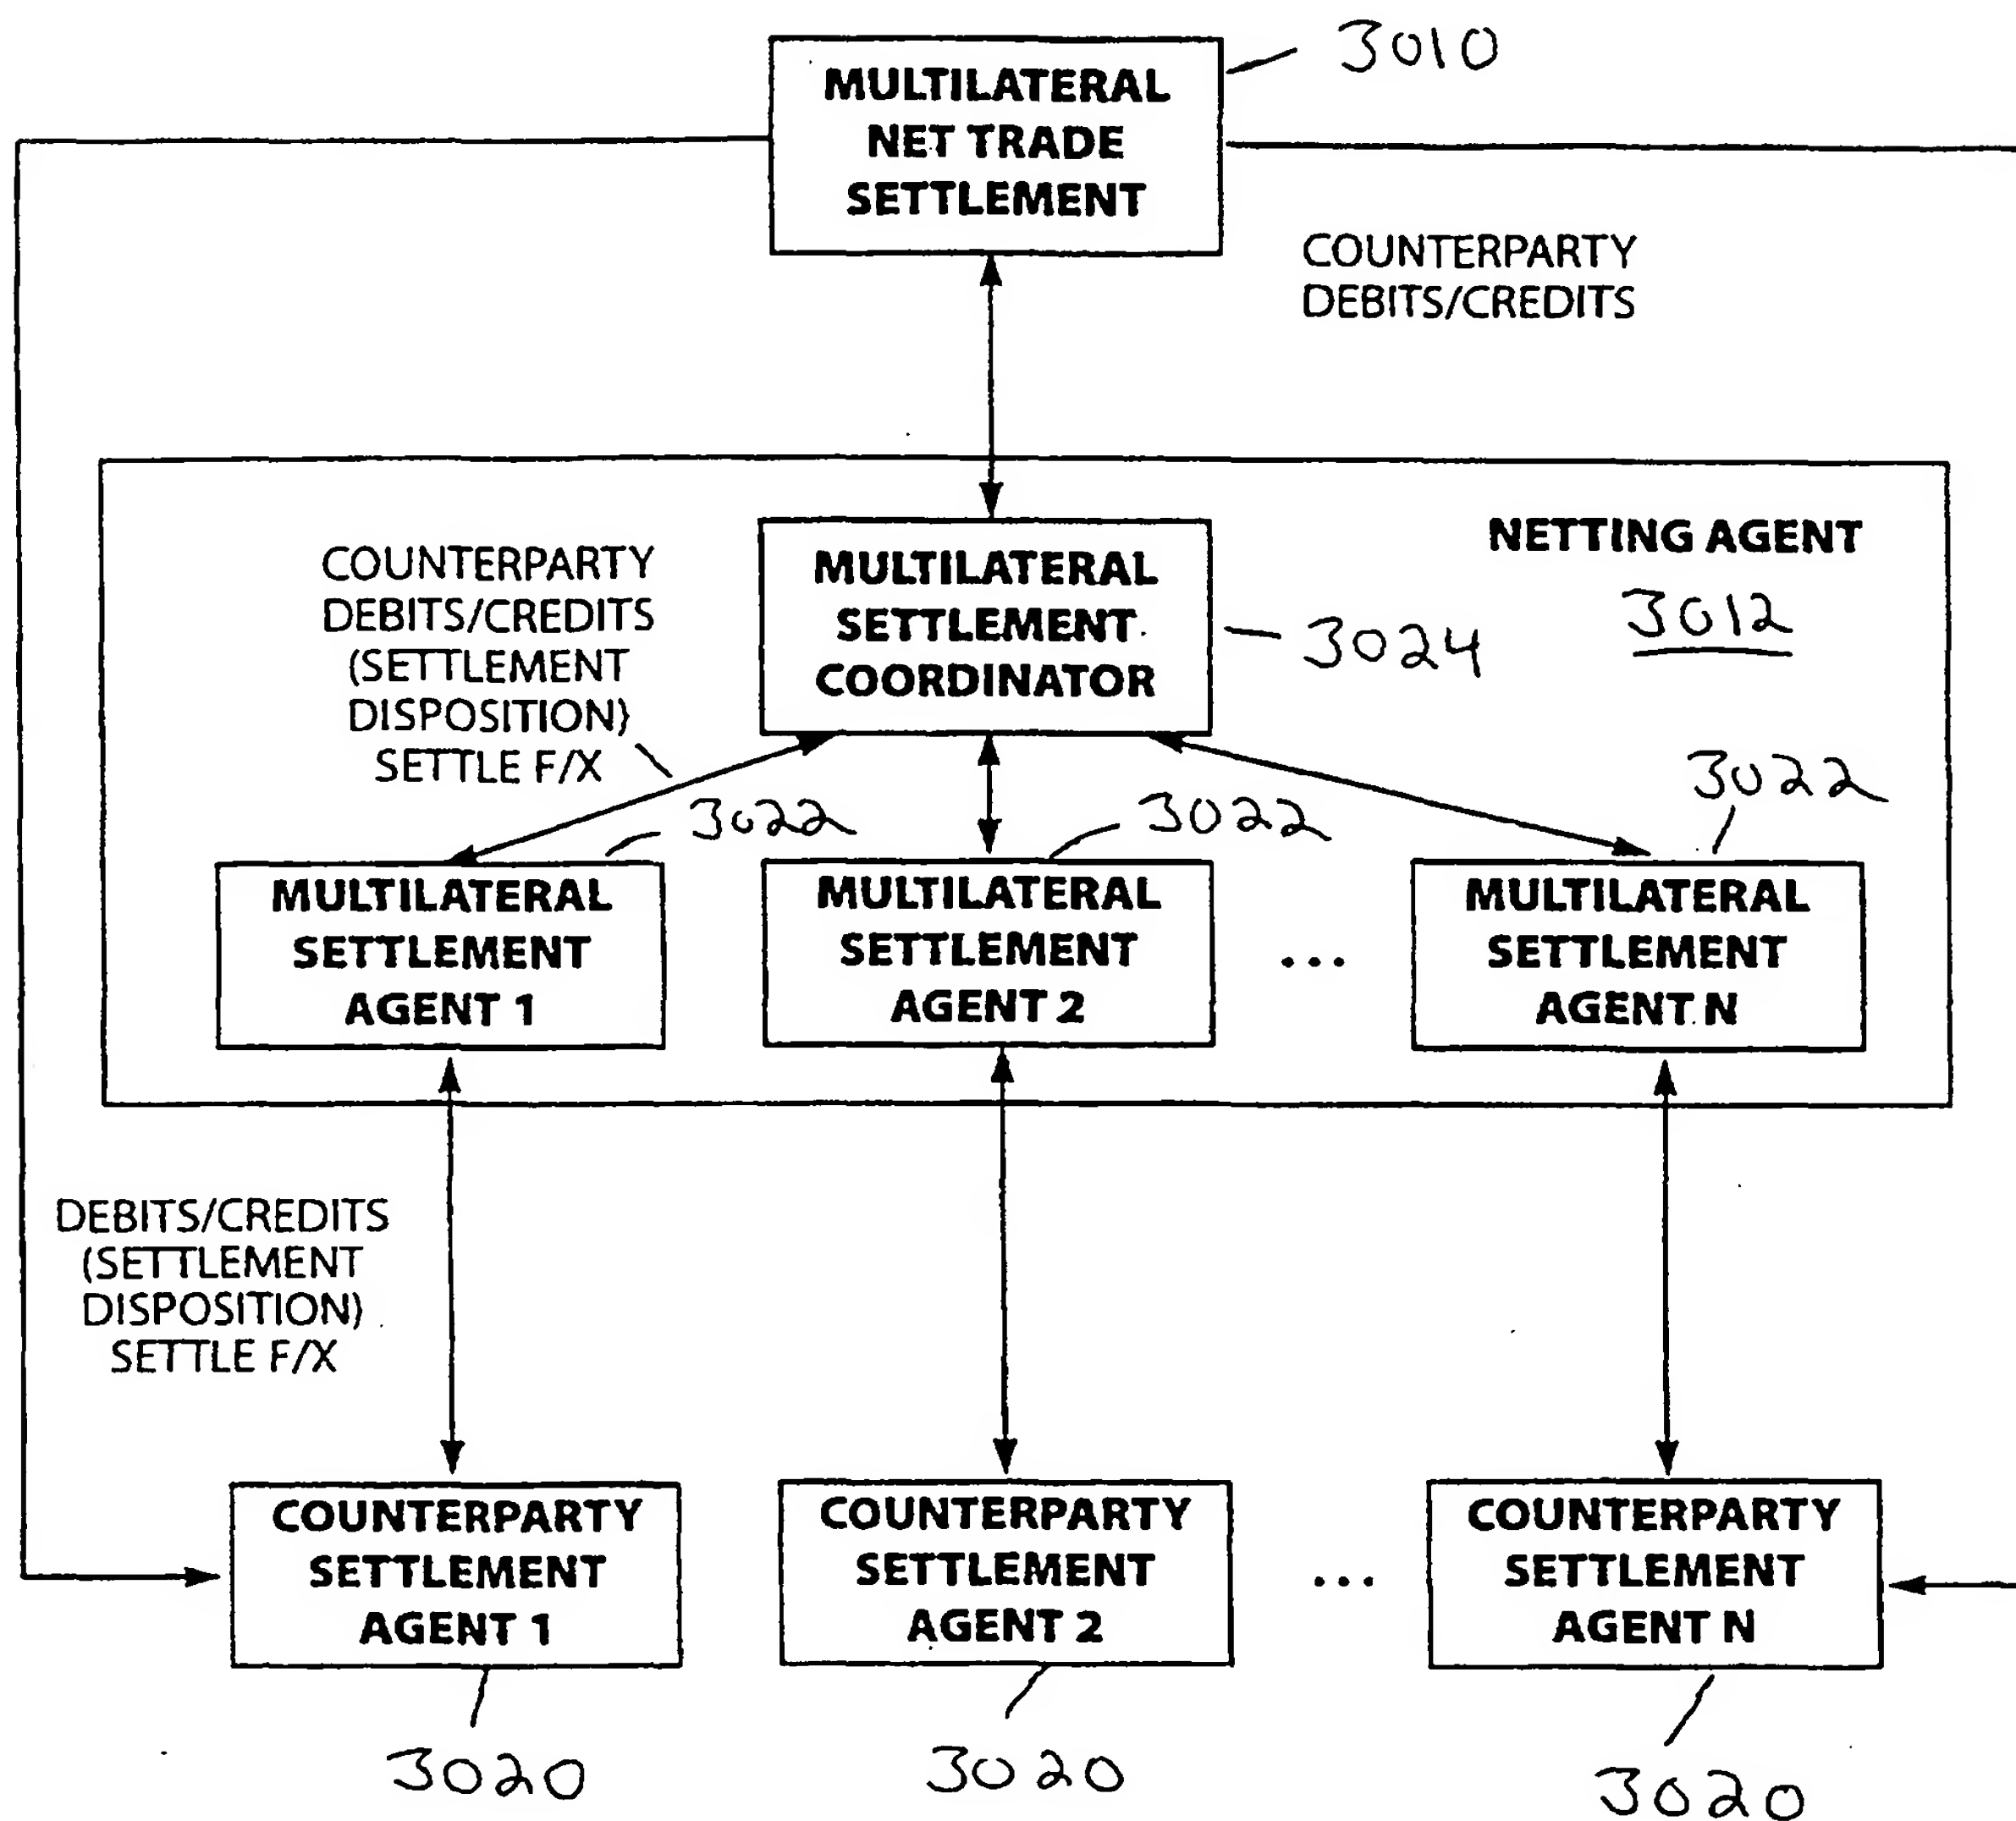 MULTILATERAL
NET TRADE
SETTLEMENT
3010
COUNTERPARTY
DEBITS/CREDITS
NETTING AGENT
3012
COUNTERPARTY
DEBITS/CREDITS
(SETTLEMENT
DISPOSITION)
SETTLE F/X
MULTILATERAL
SETTLEMENT
COORDINATOR
3024
3022
3022
3022
MULTILATERAL
SETTLEMENT
AGENT 1
MULTILATERAL
SETTLEMENT
AGENT 2
...
MULTILATERAL
SETTLEMENT
AGENT N
DEBITS/CREDITS
(SETTLEMENT
DISPOSITION)
SETTLE F/X
COUNTERPARTY
SETTLEMENT
AGENT 1
COUNTERPARTY
SETTLEMENT
AGENT 2
...
COUNTERPARTY
SETTLEMENT
AGENT N
3020
3020
3020